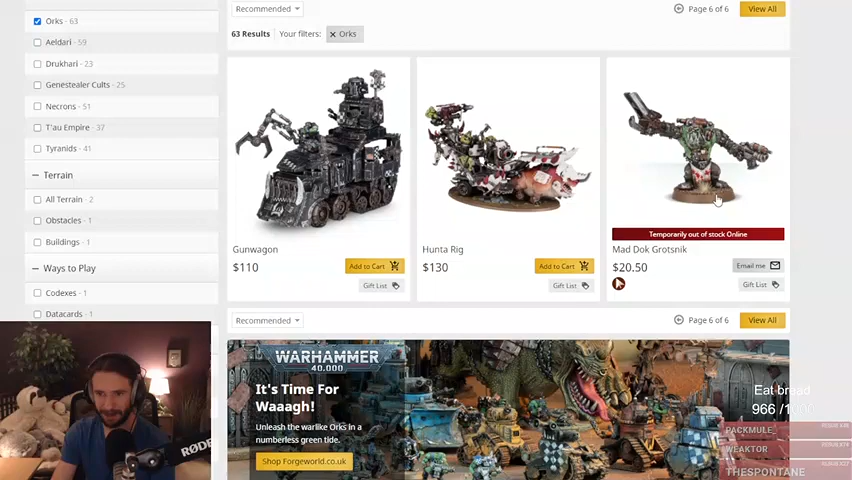 Orks - 63
Aeldari - 59
Drukhari - 23
Genestealer Cults - 25
Necrons - 51
T'au Empire - 37
Tyranids - 41
Terrain
All Terrain - 2
Obstacles - 1
Buildings - 1
Ways to Play
Codexes - 1
Datacards - 1
Recommended
Page 6 of 6
View All
63 Results
Your filters:
Orks
Gunwagon
$110
Add to Cart
Gift List
Hunta Rig
$130
Add to Cart
Gift List
Temporarily out of stock Online
Mad Dok Grotsnik
$20.50
Email me
Gift List
Recommended
Page 6 of 6
View All
WARHAMMER
40,000
It's Time For
Waaagh!
Unleash the warlike Orks in a
numberless green tide.
Shop Forgeworld.co.uk
RØDE
Eat bread
966
PACKMULE_
WEAKTOR
THESPONTANE